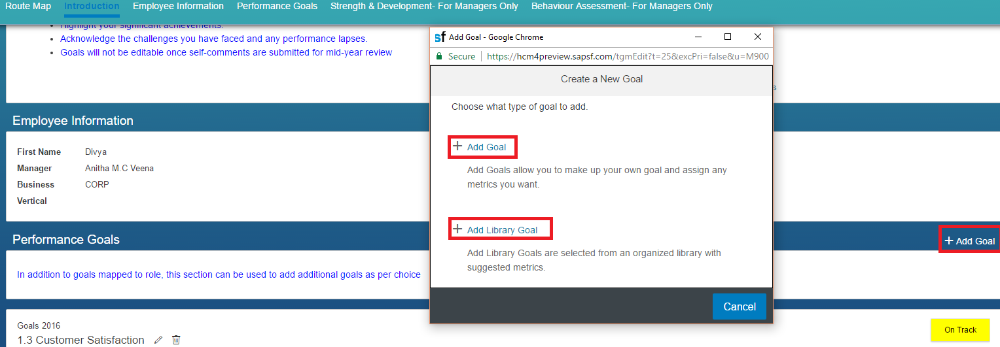 Route Map Introduction Employee Information Performance Goals Strength & Development- For Managers Only Behaviour Assessment- For Managers Only
Highlight your significant achievements.
Acknowledge the challenges you have faced and any performance lapses.
Goals will not be editable once self-comments are submitted for mid-year review
sf Add Goal - Google Chrome
Secure https://hcm4preview.sapsf.com/tgmEdit?t=25&excPri=false&u=M900
Create a New Goal
s
Choose what type of goal to add.
+ Add Goal
Add Goals allow you to make up your own goal and assign any
metrics you want.
+ Add Library Goal
Add Library Goals are selected from an organized library with
suggested metrics.
Cancel
Employee Information
First Name Divya
Manager Anitha M.C Veena
Business CORP
Vertical
Performance Goals
+ Add Goal
In addition to goals mapped to role, this section can be used to add additional goals as per choice
Goals 2016
1.3 Customer Satisfaction
On Track